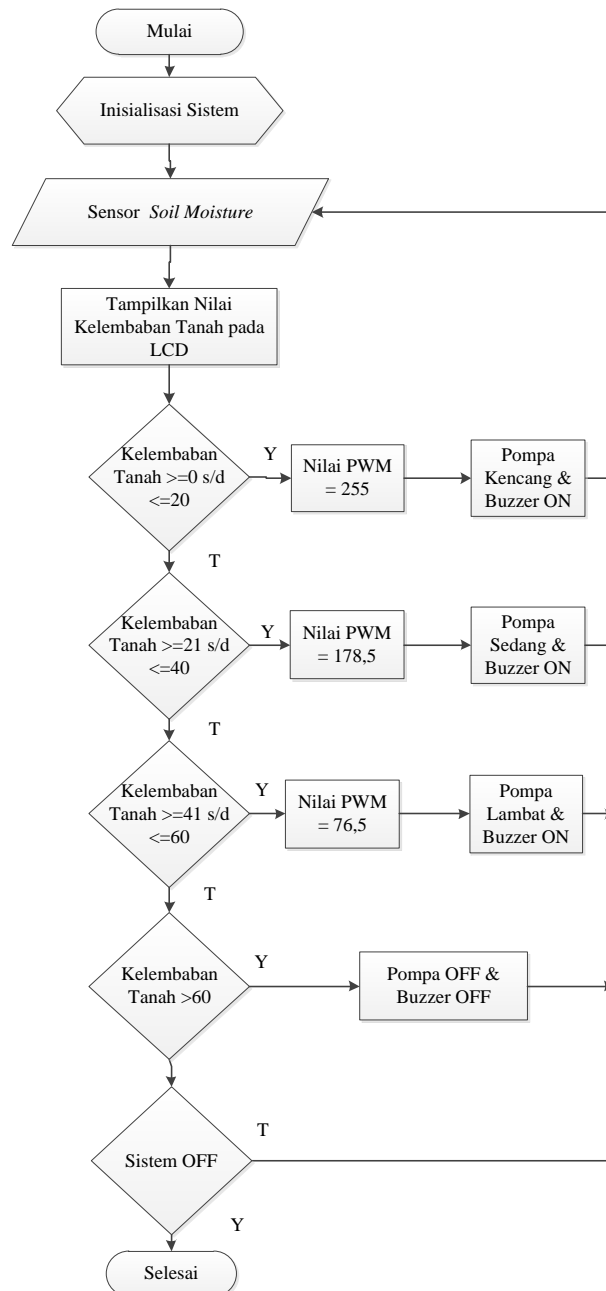 Mulai
Inisialisasi Sistem
Sensor Soil Moisture
Tampilkan Nilai
Kelembaban Tanah pada
LCD
Kelembaban
Tanah >=0 s/d
<=20
Y
Nilai PWM
= 255
Pompa
Kencang &
Buzzer ON
T
Kelembaban
Tanah >=21 s/d
<=40
Y
Nilai PWM
= 178,5
Pompa
Sedang &
Buzzer ON
T
Kelembaban
Tanah >=41 s/d
<=60
Y
Nilai PWM
= 76,5
Pompa
Lambat &
Buzzer ON
T
Kelembaban
Tanah >60
Y
Pompa OFF &
Buzzer OFF
Sistem OFF
T
Y
Selesai